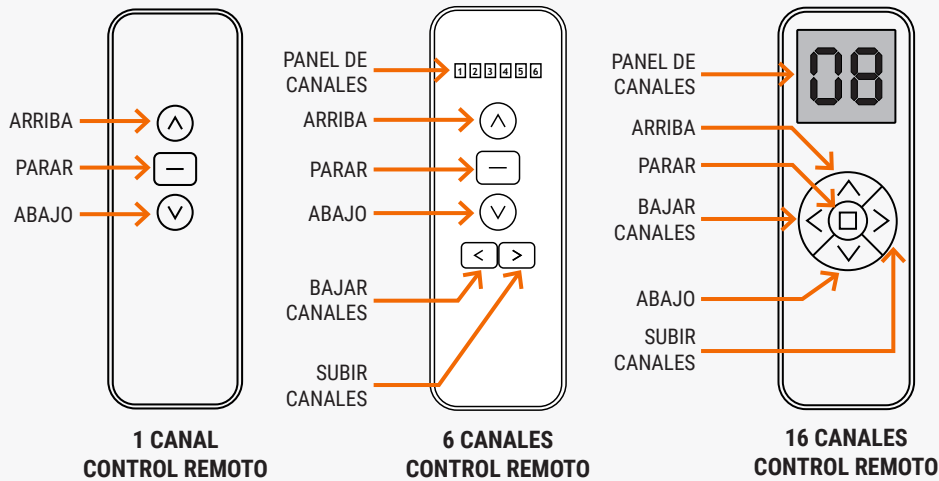 ARRIBA
PARAR
ABAJO
1 CANAL
CONTROL REMOTO
PANEL DE
CANALES
1 2 3 4 5 6
ARRIBA
PARAR
ABAJO
BAJAR
CANALES
SUBIR
CANALES
6 CANALES
CONTROL REMOTO
PANEL DE
CANALES
08
ARRIBA
PARAR
BAJAR
CANALES
ABAJO
SUBIR
CANALES
16 CANALES
CONTROL REMOTO